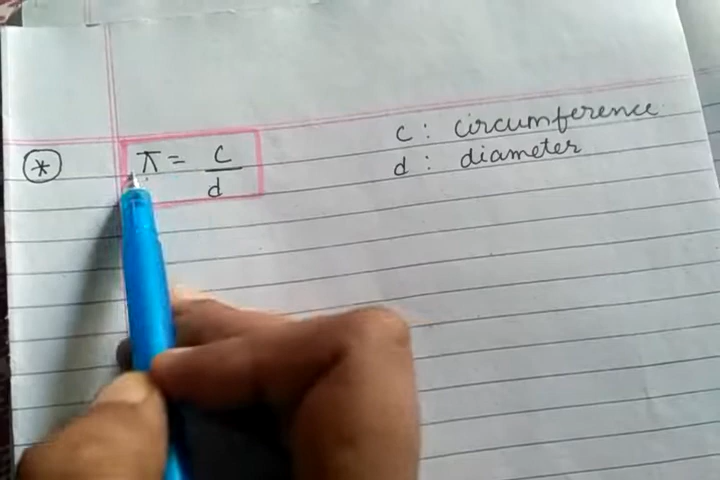 * π = c/d
c : circumference
d : diameter